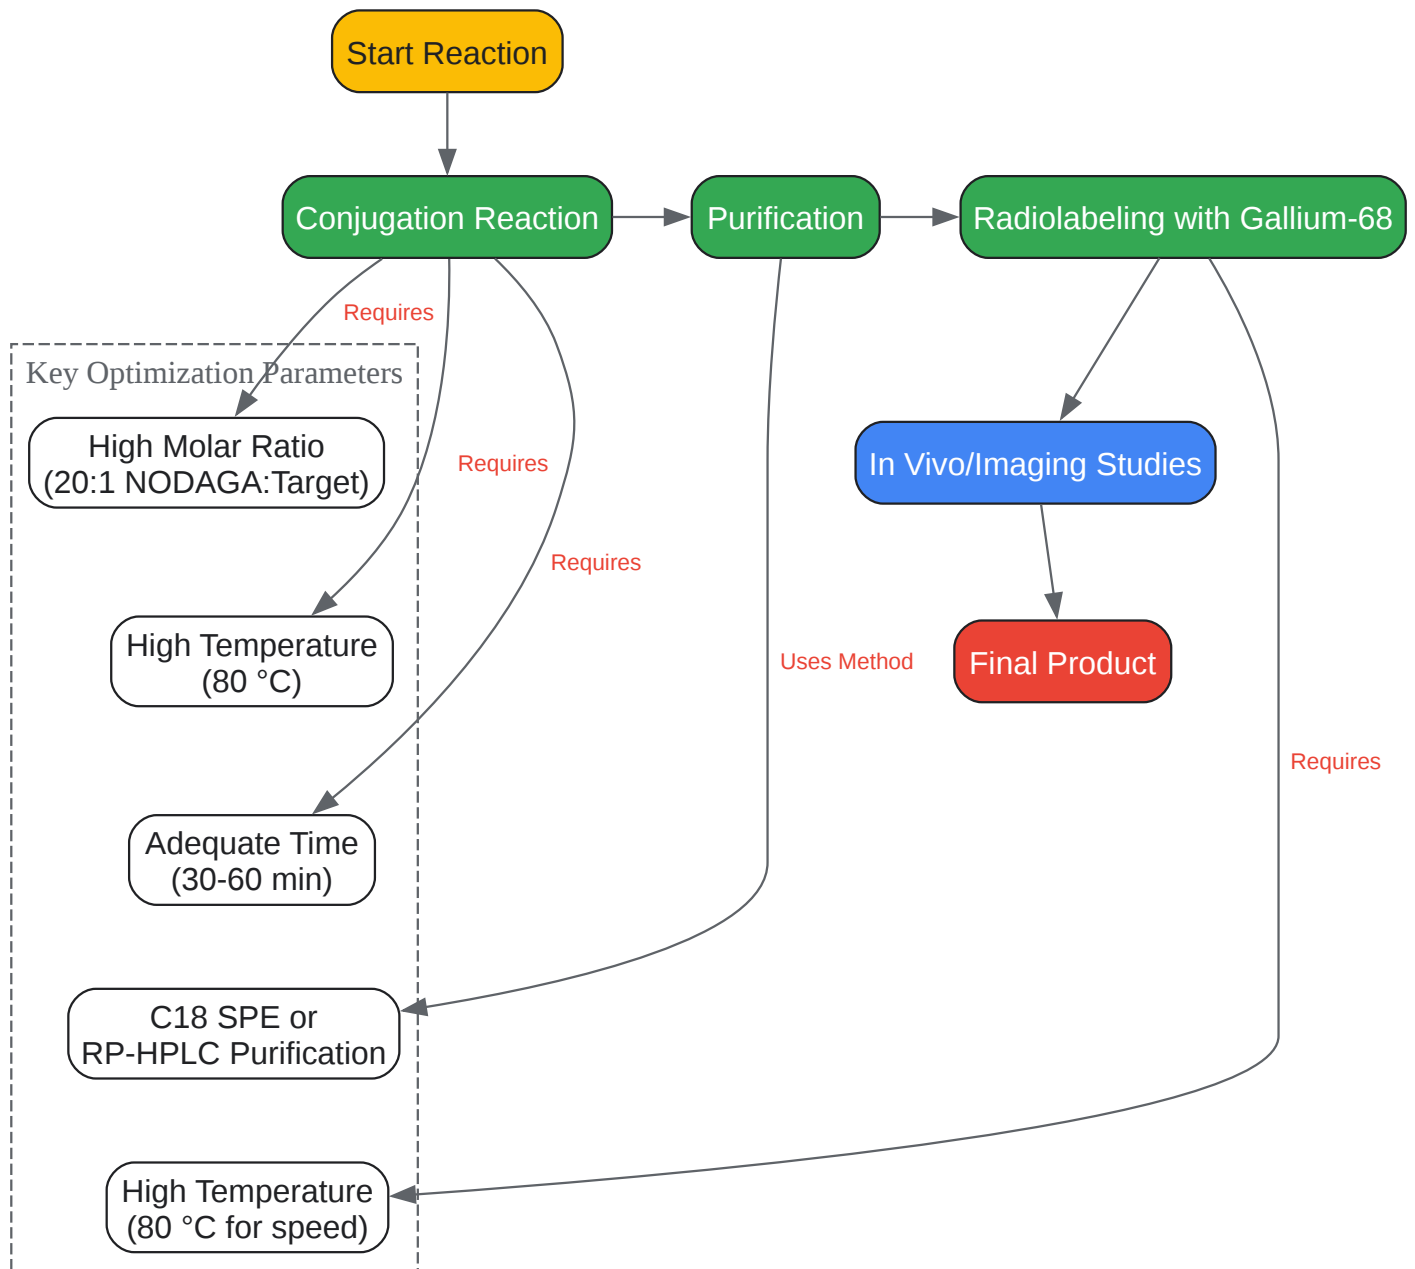 Start Reaction
Conjugation Reaction
Purification
Radiolabeling with Gallium-68
Requires
Key Optimization Parameters
High Molar Ratio
(20:1 NODAGA:Target)
Requires
In Vivo/Imaging Studies
Requires
High Temperature
(80 °C)
Uses Method
Final Product
Requires
Adequate Time
(30-60 min)
C18 SPE or
RP-HPLC Purification
High Temperature
(80 °C for speed)